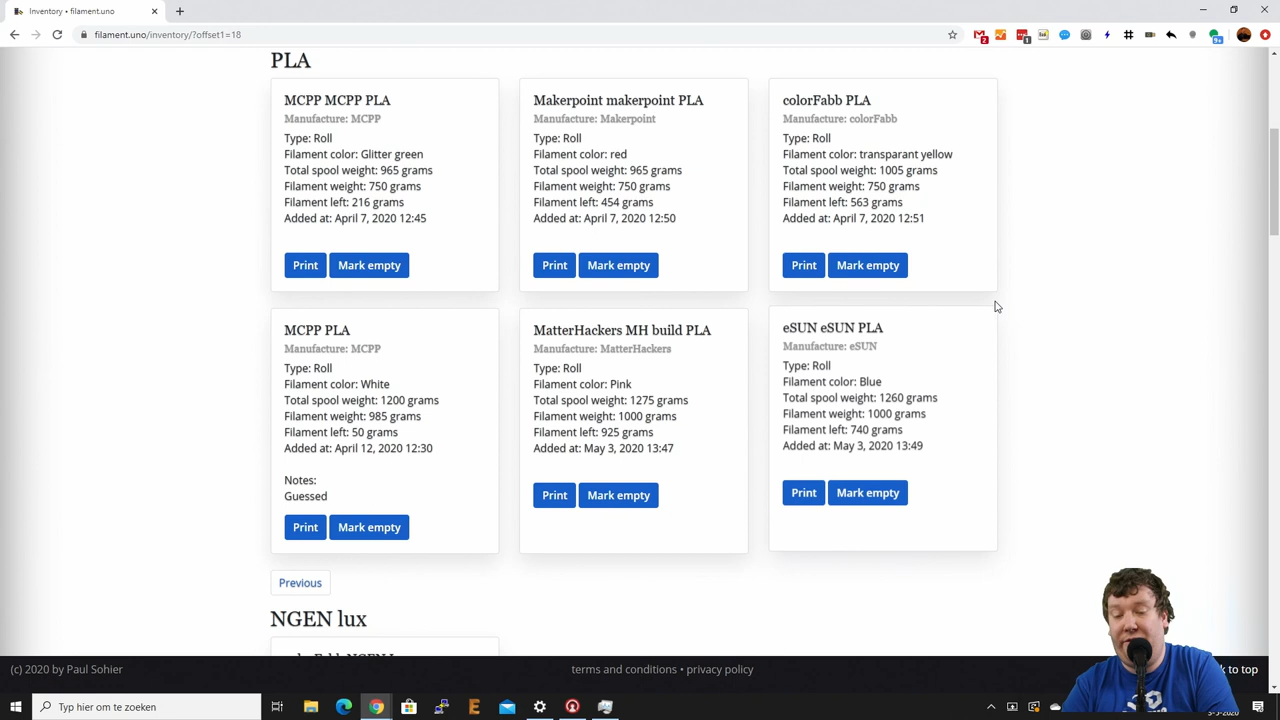 Inventory • filament.uno
filament.uno/inventory/?offset1=18
PLA
MCPP MCPP PLA
Manufacture: MCPP
Type: Roll
Filament color: Glitter green
Total spool weight: 965 grams
Filament weight: 750 grams
Filament left: 216 grams
Added at: April 7, 2020 12:45
Print
Mark empty
Makerpoint makerpoint PLA
Manufacture: Makerpoint
Type: Roll
Filament color: red
Total spool weight: 965 grams
Filament weight: 750 grams
Filament left: 454 grams
Added at: April 7, 2020 12:50
Print
Mark empty
colorFabb PLA
Manufacture: colorFabb
Type: Roll
Filament color: transparant yellow
Total spool weight: 1005 grams
Filament weight: 750 grams
Filament left: 563 grams
Added at: April 7, 2020 12:51
Print
Mark empty
MCPP PLA
Manufacture: MCPP
Type: Roll
Filament color: White
Total spool weight: 1200 grams
Filament weight: 985 grams
Filament left: 50 grams
Added at: April 12, 2020 12:30
Notes:
Guessed
Print
Mark empty
MatterHackers MH build PLA
Manufacture: MatterHackers
Type: Roll
Filament color: Pink
Total spool weight: 1275 grams
Filament weight: 1000 grams
Filament left: 925 grams
Added at: May 3, 2020 13:47
Print
Mark empty
eSUN eSUN PLA
Manufacture: eSUN
Type: Roll
Filament color: Blue
Total spool weight: 1260 grams
Filament weight: 1000 grams
Filament left: 740 grams
Added at: May 3, 2020 13:49
Print
Mark empty
Previous
NGEN lux
(c) 2020 by Paul Sohier
terms and conditions • privacy policy
to top
Typ hier om te zoeken